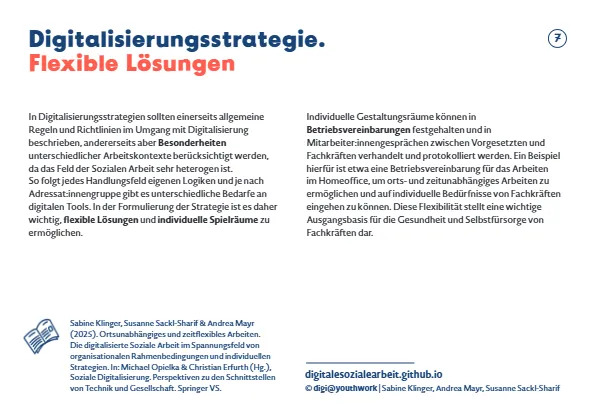 Digitalisierungsstrategie.
Flexible Lösungen
7
In Digitalisierungsstrategien sollten einerseits allgemeine
Regeln und Richtlinien im Umgang mit Digitalisierung
beschrieben, andererseits aber Besonderheiten
unterschiedlicher Arbeitskontexte berücksichtigt werden,
da das Feld der Sozialen Arbeit sehr heterogen ist.
So folgt jedes Handlungsfeld eigenen Logiken und je nach
Adressat:innengruppe gibt es unterschiedliche Bedarfe an
digitalen Tools. In der Formulierung der Strategie ist es daher
wichtig, flexible Lösungen und individuelle Spielräume zu
ermöglichen.
Individuelle Gestaltungsräume können in
Betriebsvereinbarungen festgehalten und in
Mitarbeiter:innengesprächen zwischen Vorgesetzten und
Fachkräften verhandelt und protokolliert werden. Ein Beispiel
hierfür ist etwa eine Betriebsvereinbarung für das Arbeiten
im Homeoffice, um orts- und zeitunabhängiges Arbeiten zu
ermöglichen und auf individuelle Bedürfnisse von Fachkräften
eingehen zu können. Diese Flexibilität stellt eine wichtige
Ausgangsbasis für die Gesundheit und Selbstfürsorge von
Fachkräften dar.
Sabine Klinger, Susanne Sackl-Sharif & Andrea Mayr
(2025). Ortsunabhängiges und zeitflexibles Arbeiten.
Die digitalisierte Soziale Arbeit im Spannungsfeld von
organisationalen Rahmenbedingungen und individuellen
Strategien. In: Michael Opielka & Christian Erfurth (Hg.),
Soziale Digitalisierung. Perspektiven zu den Schnittstellen
von Technik und Gesellschaft. Springer VS.
digitalesozialearbeit.github.io
© digi@youthwork | Sabine Klinger, Andrea Mayr, Susanne Sackl-Sharif